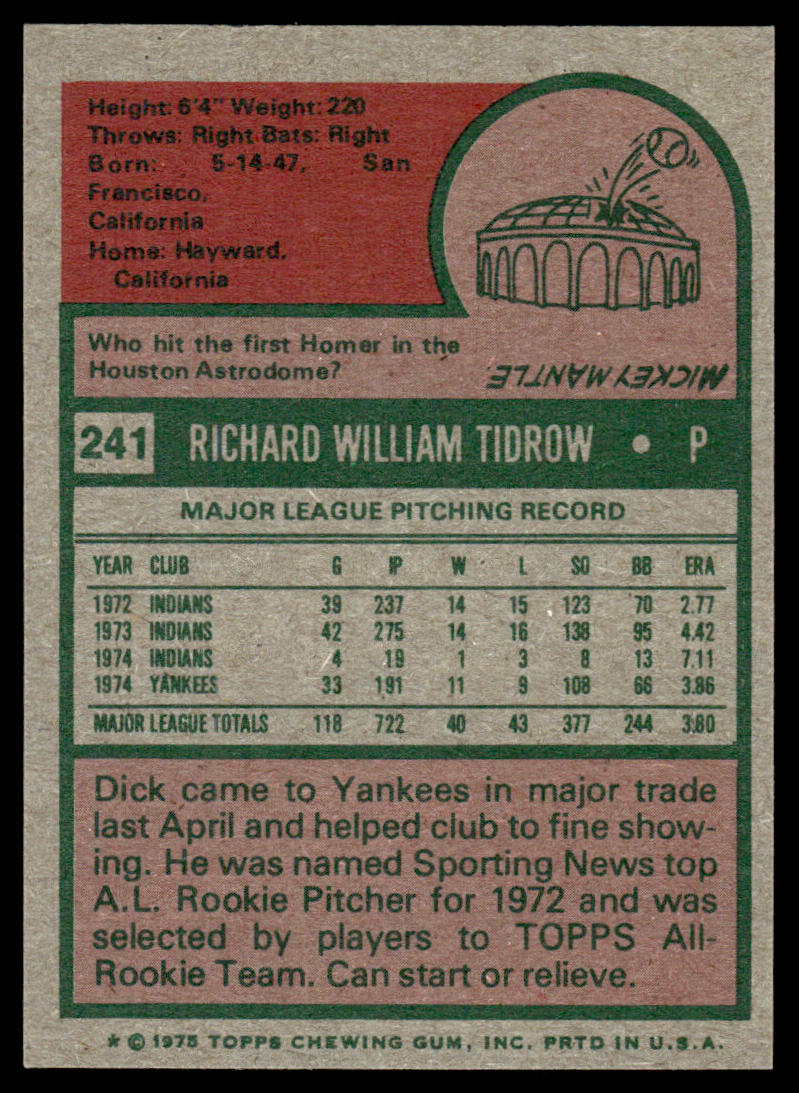 Height: 6'4" Weight: 220
Throws: Right Bats: Right
Born: 5-14-47, San
Francisco,
California
Home: Hayward,
California
Who hit the first Homer in the
Houston Astrodome?
MICKEY MANTLE.
241 RICHARD WILLIAM TIDROW • P
MAJOR LEAGUE PITCHING RECORD
YEAR CLUB G IP W L SO BB ERA
1972 INDIANS 39 237 14 15 123 70 2.77
1973 INDIANS 42 275 14 16 138 95 4.42
1974 INDIANS 4 19 1 3 8 13 7.11
1974 YANKEES 33 191 11 9 108 66 3.86
MAJOR LEAGUE TOTALS 118 722 40 43 377 244 3.80
Dick came to Yankees in major trade
last April and helped club to fine show-
ing. He was named Sporting News top
A.L. Rookie Pitcher for 1972 and was
selected by players to TOPPS All-
Rookie Team. Can start or relieve.
* © 1975 TOPPS CHEWING GUM, INC. PRTD IN U.S.A.